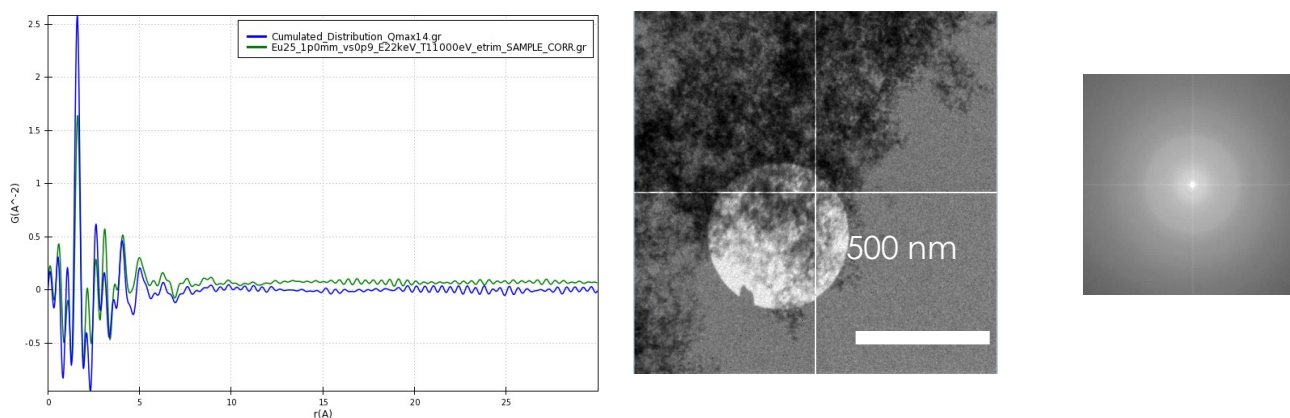 2.5
2
1.5
1
0.5
0
-0.5
G(A^-2)
Cumulated_Distribution_Qmax14.gr
Eu25_1p0mm_vs0p9_E22keV_T11000eV_etrim_SAMPLE_CORR.gr
0 5 10 15 20 25
r(A)
500 nm